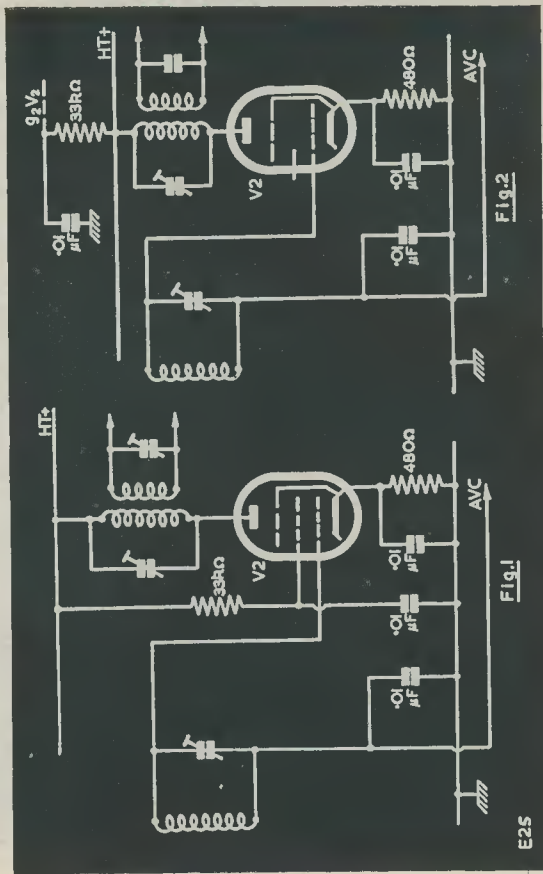 HT+
33kΩ
V2
.01
µF
.01
µF
.01
µF
480Ω
AVC
Fig.1
E25
g₂V₂
33kΩ
HT+
.01
µF
V2
.01
µF
.01
µF
480Ω
AVC
Fig.2